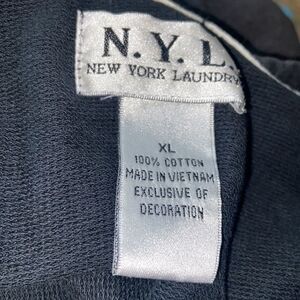 N.Y.L.
NEW YORK LAUNDRY
XL
100% COTTON
MADE IN VIETNAM
EXCLUSIVE OF
DECORATION